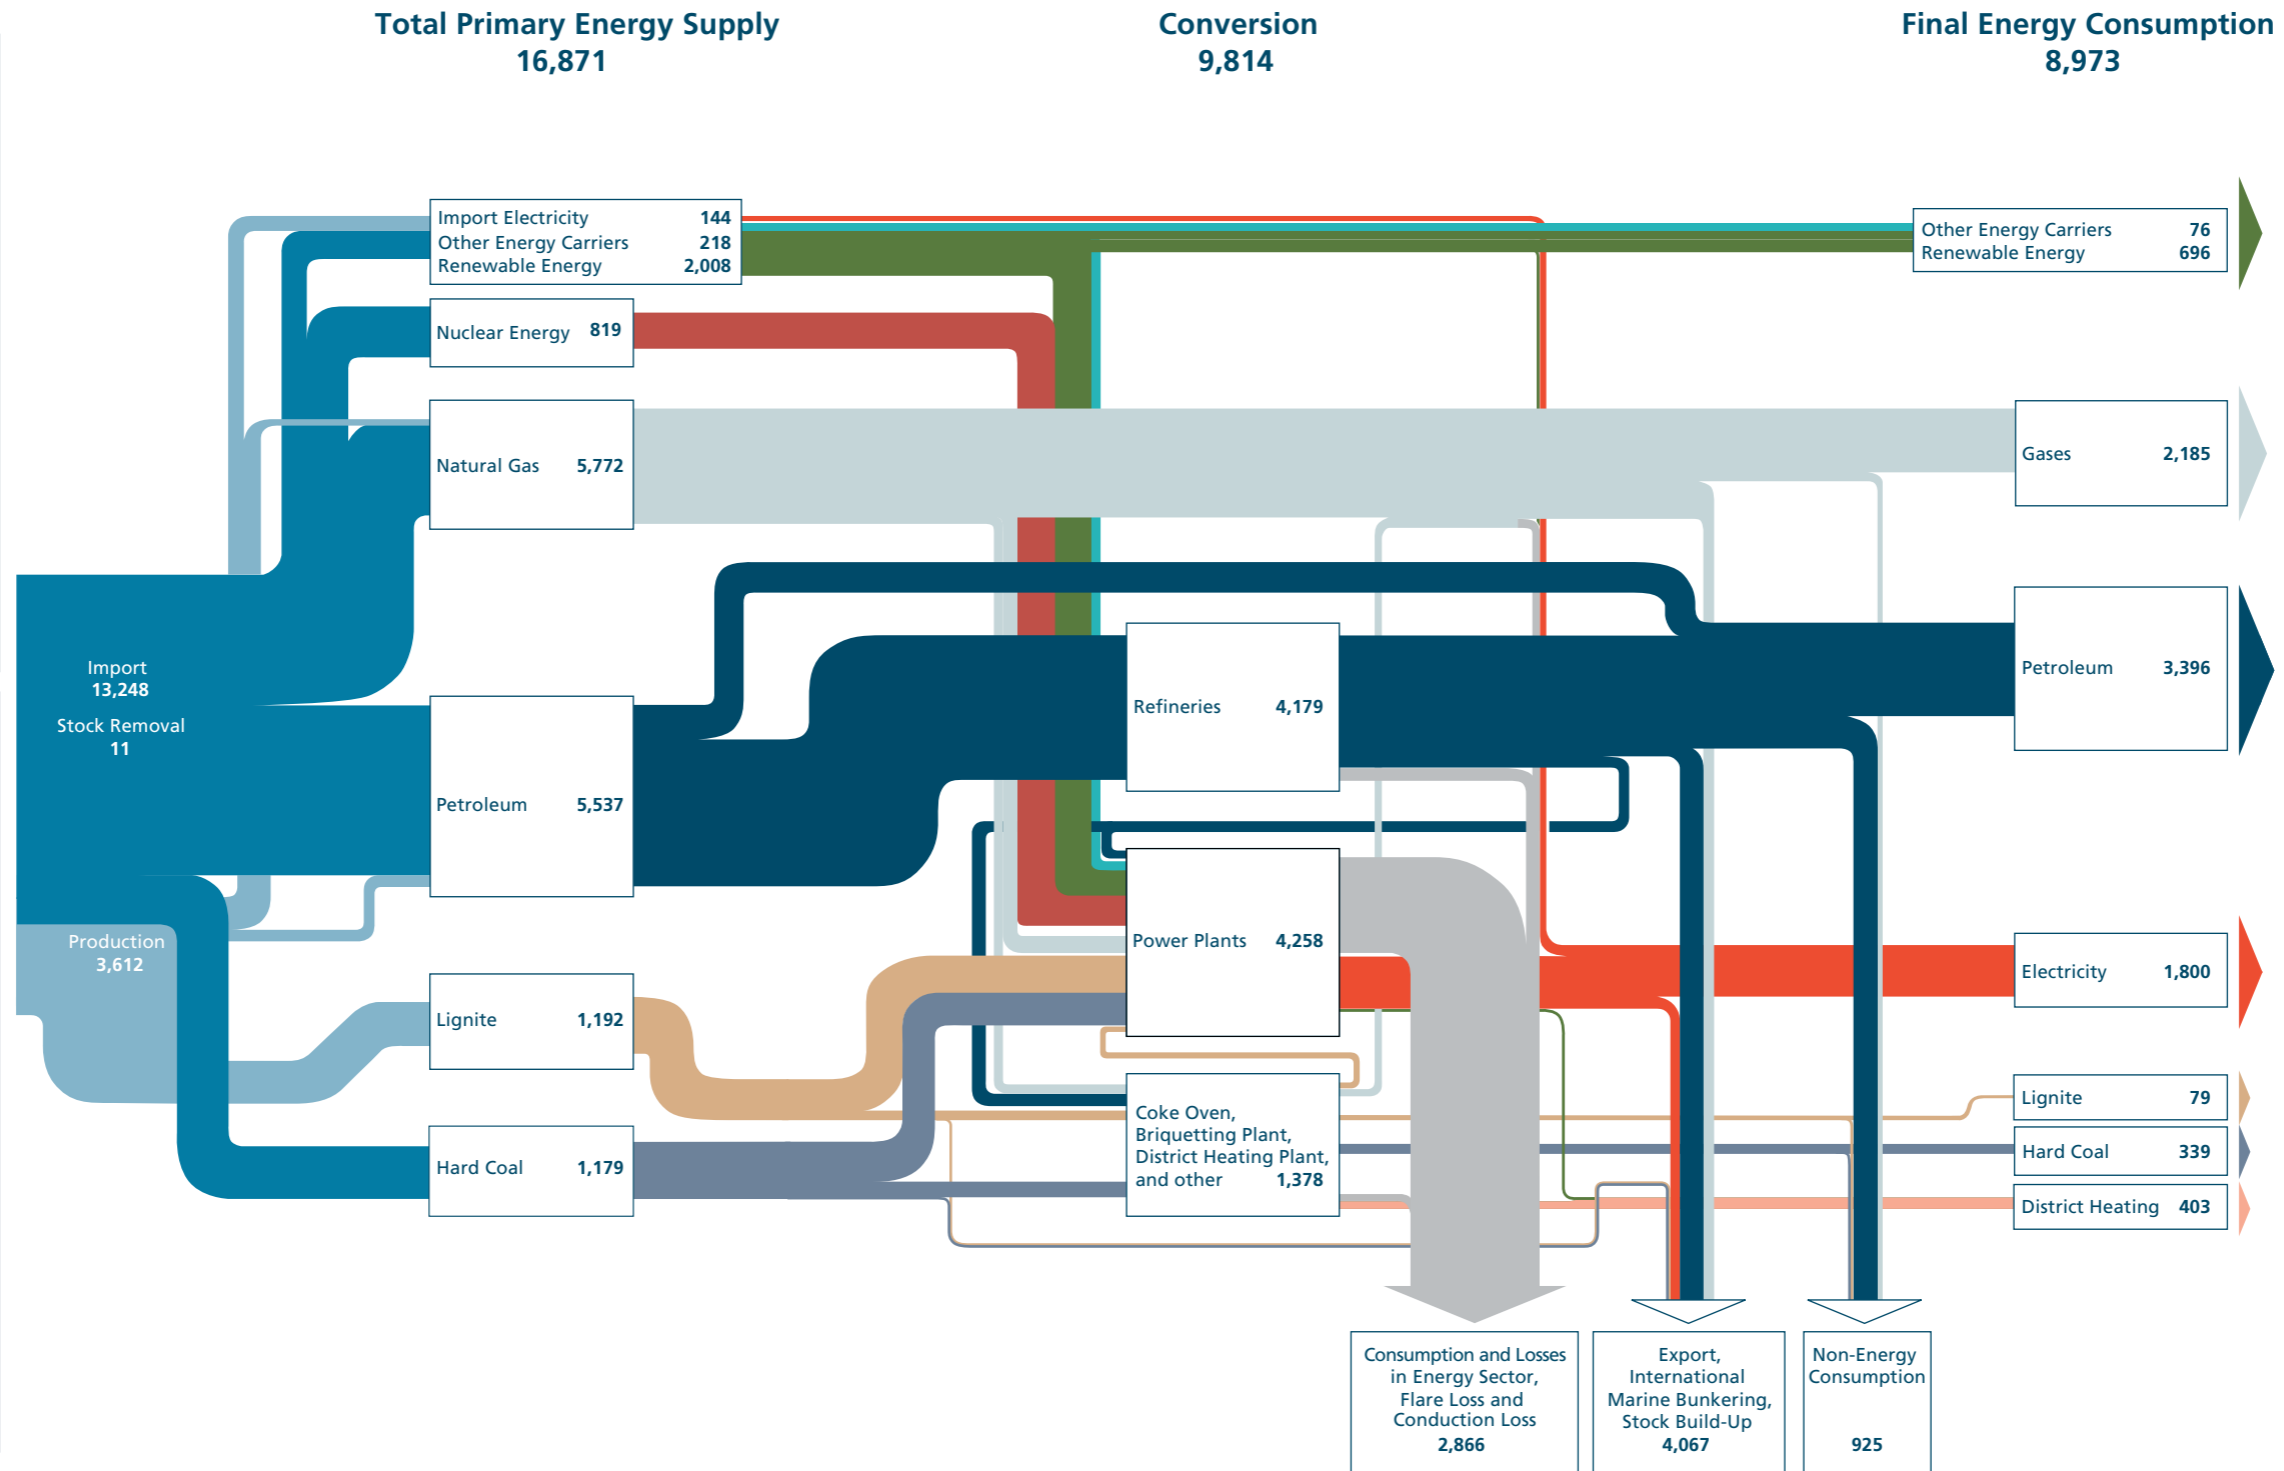 Total Primary Energy Supply
16,871
Conversion
9,814
Final Energy Consumption
8,973
Import Electricity 144
Other Energy Carriers 218
Renewable Energy 2,008
Other Energy Carriers 76
Renewable Energy 696
Nuclear Energy 819
Natural Gas 5,772
Gases 2,185
Import
13,248
Stock Removal
11
Petroleum 5,537
Refineries 4,179
Petroleum 3,396
Production
3,612
Power Plants 4,258
Electricity 1,800
Lignite 1,192
Hard Coal 1,179
Coke Oven,
Briquetting Plant,
District Heating Plant,
and other 1,378
Lignite 79
Hard Coal 339
District Heating 403
Consumption and Losses
in Energy Sector,
Flare Loss and
Conduction Loss
2,866
Export,
International
Marine Bunkering,
Stock Build-Up
4,067
Non-Energy
Consumption
925